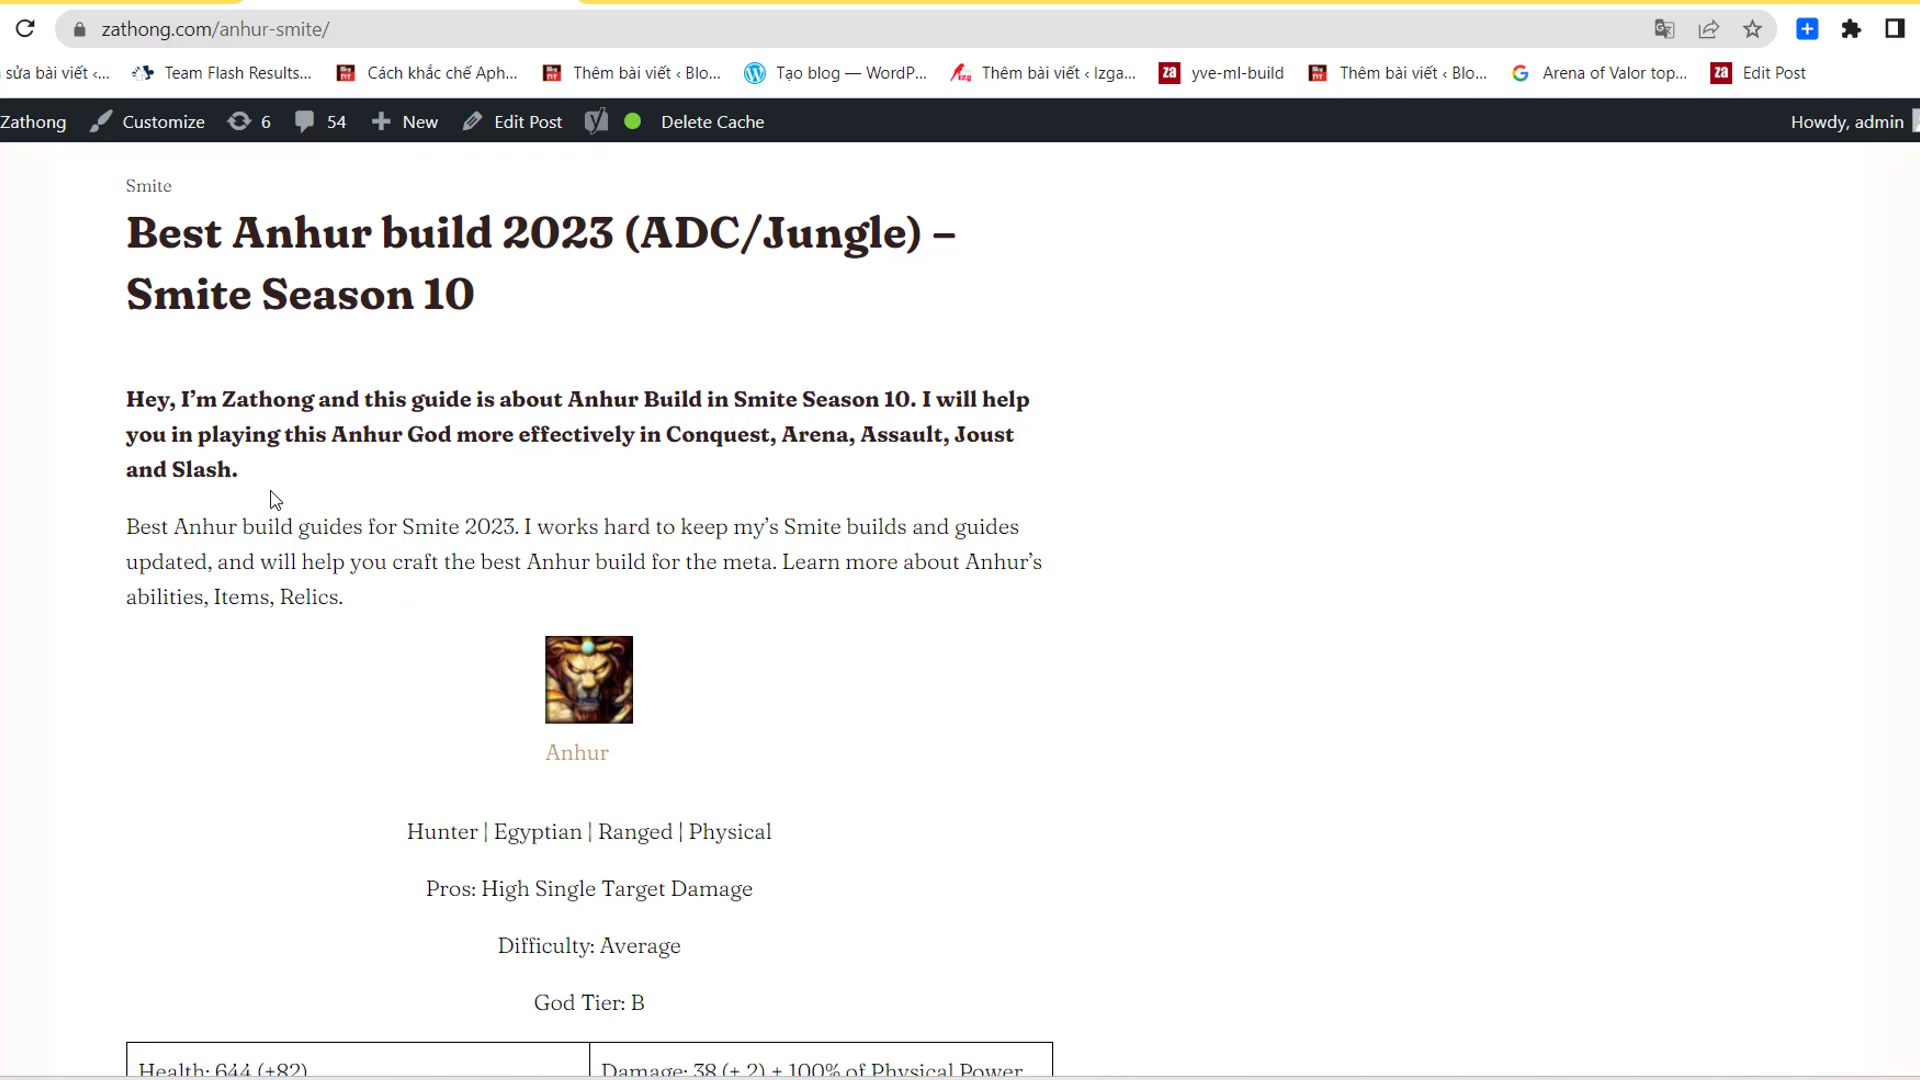 zathong.com/anhur-smite/
sửa bài viết ‹... Team Flash Results... Cách khắc chế Aph... Thêm bài viết ‹ Blo... Tạo blog — WordP... Thêm bài viết ‹ Izga... yve-ml-build Thêm bài viết ‹ Blo... Arena of Valor top... Edit Post
Zathong Customize 6 54 New Edit Post Delete Cache Howdy, admin
Smite
Best Anhur build 2023 (ADC/Jungle) –
Smite Season 10
Hey, I’m Zathong and this guide is about Anhur Build in Smite Season 10. I will help
you in playing this Anhur God more effectively in Conquest, Arena, Assault, Joust
and Slash.
Best Anhur build guides for Smite 2023. I works hard to keep my’s Smite builds and guides
updated, and will help you craft the best Anhur build for the meta. Learn more about Anhur’s
abilities, Items, Relics.
Anhur
Hunter | Egyptian | Ranged | Physical
Pros: High Single Target Damage
Difficulty: Average
God Tier: B
Health: 644 (+82) Damage: 38 (+ 2) + 100% of Physical Power